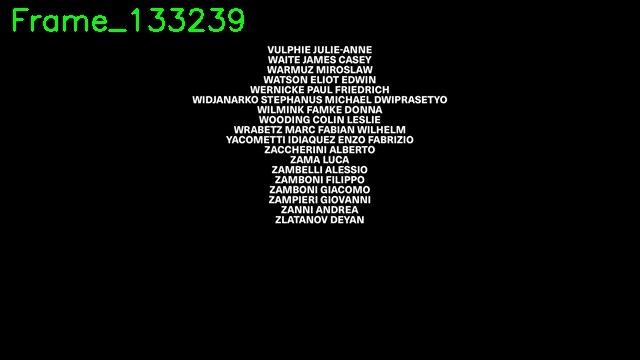 Frame_133239
VULPHIE JULIE-ANNE
WAITE JAMES CASEY
WARMUZ MIROSLAW
WATSON ELIOT EDWIN
WERNICKE PAUL FRIEDRICH
WIDJANARKO STEPHANUS MICHAEL DWIPRASETYO
WILMINK FAMKE DONNA
WOODING COLIN LESLIE
WRABETZ MARC FABIAN WILHELM
YACOMETTI IDIAQUEZ ENZO FABRIZIO
ZACCHERINI ALBERTO
ZAMA LUCA
ZAMBELLI ALESSIO
ZAMBONI FILIPPO
ZAMBONI GIACOMO
ZAMPIERI GIOVANNI
ZANNI ANDREA
ZLATANOV DEYAN